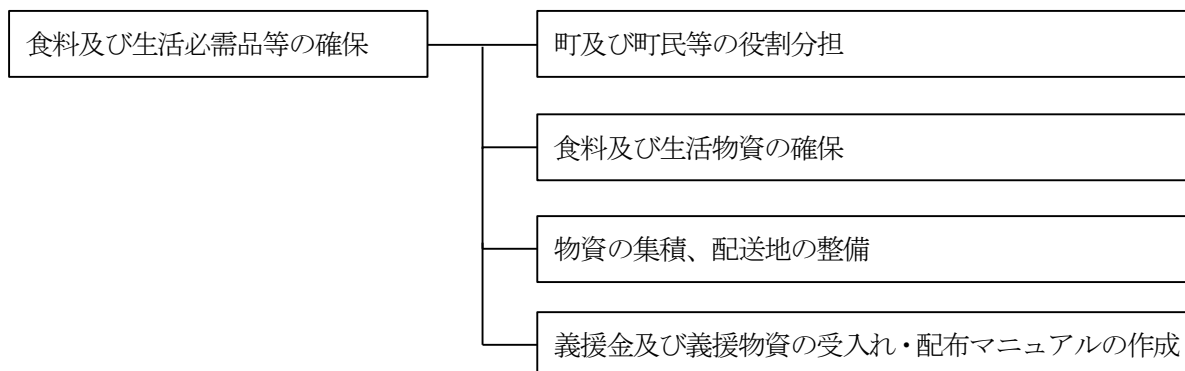 食料及び生活必需品等の確保
町及び町民等の役割分担
食料及び生活物資の確保
物資の集積、配送地の整備
義援金及び義援物資の受入れ・配布マニュアルの作成